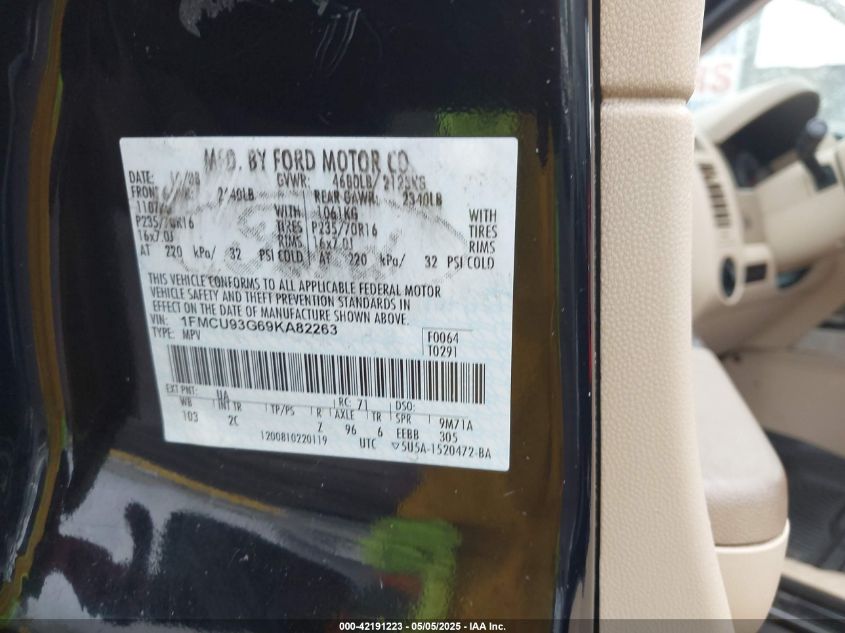 MFD. BY FORD MOTOR CO.
DATE: GVWR: 4680LB/ 2123KG
FRONT REAR GAWR: 2340LB
WITH 1061KG WITH
P235/70R16 TIRES P235/70R16 TIRES
16x7.0J RIMS 16x7.0J RIMS
AT 220 kPa/ 32 PSI COLD AT 220 kPa/ 32 PSI COLD
THIS VEHICLE CONFORMS TO ALL APPLICABLE FEDERAL MOTOR
VEHICLE SAFETY AND THEFT PREVENTION STANDARDS IN
EFFECT ON THE DATE OF MANUFACTURE SHOWN ABOVE.
VIN: 1FMCU93G69KA82263
TYPE: MPV
F0064
T0291
EXT PNT: UA RC: 71 DSO:
WB INT TR TP/PS R AXLE TR SPR 9M71A
103 2C Z 96 6 EEBB 305
1200810220119 UTC ▽5U5A-1520472-BA
000-42191223 - 05/05/2025 - IAA Inc.